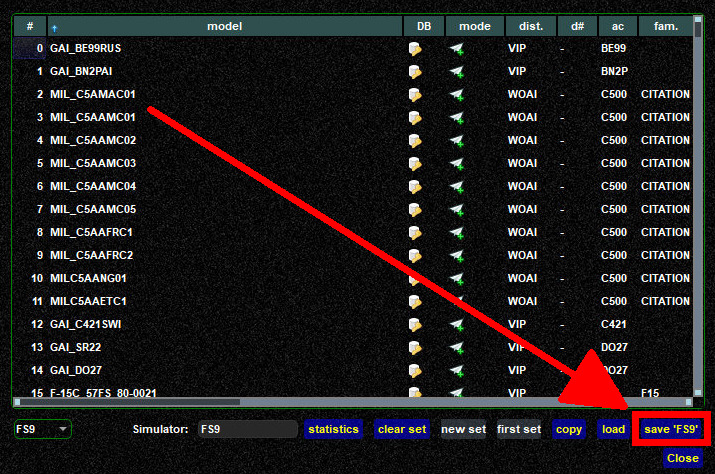 # model DB mode dist. d# ac fam.
0 GAI_BE99RUS VIP - BE99
1 GAI_BN2PAI VIP - BN2P
2 MIL_C5AMAC01 WOAI - C500 CITATION
3 MIL_C5AAMC01 WOAI - C500 CITATION
4 MIL_C5AAMC02 WOAI - C500 CITATION
5 MIL_C5AAMC03 WOAI - C500 CITATION
6 MIL_C5AAMC04 WOAI - C500 CITATION
7 MIL_C5AAMC05 WOAI - C500 CITATION
8 MIL_C5AAFRC1 WOAI - C500 CITATION
9 MIL_C5AAFRC2 WOAI - C500 CITATION
10 MILC5AANG01 WOAI - C500 CITATION
11 MILC5AAETC1 WOAI - C500 CITATION
12 GAI_C421SWI VIP - C421
13 GAI_SR22 VIP - DO27
14 GAI_DO27 VIP DO27
15 F-15C_57FS_80-0021 VIP F15
FS9 Simulator: FS9 statistics clear set new set first set copy load save 'FS9'
Close